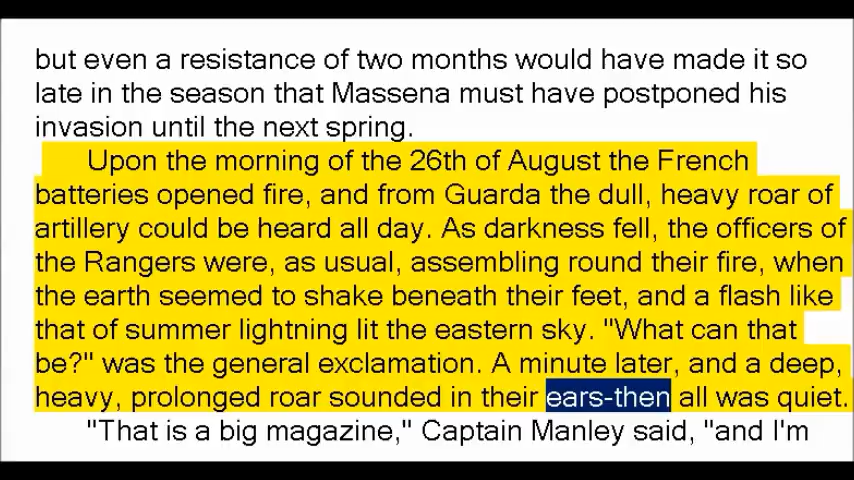 but even a resistance of two months would have made it so
late in the season that Massena must have postponed his
invasion until the next spring.
Upon the morning of the 26th of August the French
batteries opened fire, and from Guarda the dull, heavy roar of
artillery could be heard all day. As darkness fell, the officers of
the Rangers were, as usual, assembling round their fire, when
the earth seemed to shake beneath their feet, and a flash like
that of summer lightning lit the eastern sky. "What can that
be?" was the general exclamation. A minute later, and a deep,
heavy, prolonged roar sounded in their ears-then all was quiet.
"That is a big magazine," Captain Manley said, "and I'm